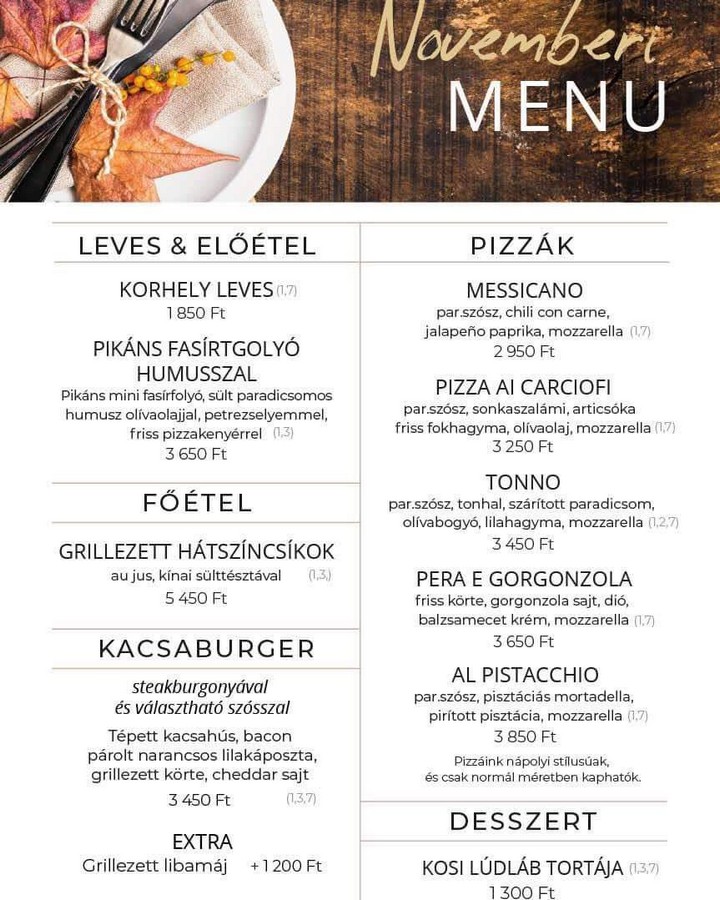 Novemberi
MENU
LEVES & ELŐÉTEL
KORHELY LEVES (1,7)
1 850 Ft
PIKÁNS FASÍRTGOLYÓ
HUMUSSZAL
Pikáns mini fasírfolyó, sült paradicsomos
humusz olívaolajjal, petrezselyemmel,
friss pizzakenyérrel (1,3)
3 650 Ft
FŐÉTEL
GRILLEZETT HÁTSZÍNCSÍKOK
au jus, kínai sülttésztával (1,3,)
5 450 Ft
KACSABURGER
steakburgonyával
és választható szósszal
Tépett kacsahús, bacon
párolt narancsos lilakáposzta,
grillezett körte, cheddar sajt
3 450 Ft (1,3,7)
EXTRA
Grillezett libamáj + 1 200 Ft
PIZZÁK
MESSICANO
par.szósz, chili con carne,
jalapeño paprika, mozzarella (1,7)
2 950 Ft
PIZZA AI CARCIOFI
par.szósz, sonkaszalámi, articsóka
friss fokhagyma, olívaolaj, mozzarella (1,7)
3 250 Ft
TONNO
par.szósz, tonhal, szárított paradicsom,
olívabogyó, lilahagyma, mozzarella (1,2,7)
3 450 Ft
PERA E GORGONZOLA
friss körte, gorgonzola sajt, dió,
balzsamecet krém, mozzarella (1,7)
3 650 Ft
AL PISTACCHIO
par.szósz, pisztáciás mortadella,
pirított pisztácia, mozzarella (1,7)
3 850 Ft
Pizzáink nápolyi stílusúak,
és csak normál méretben kaphatók.
DESSZERT
KOSI LÚDLÁB TORTÁJA (1,3,7)
1 300 Ft